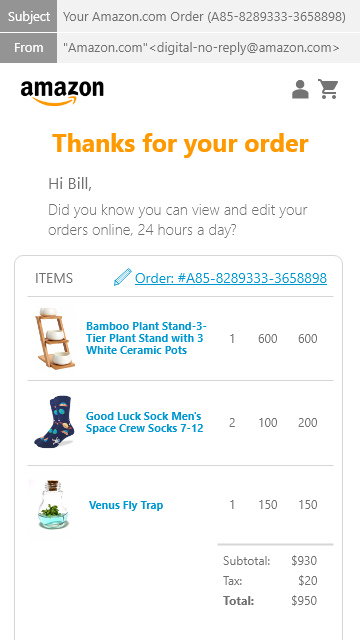 Subject Your Amazon.com Order (A85-8289333-3658898)
From "Amazon.com"<digital-no-reply@amazon.com>
amazon
Thanks for your order
Hi Bill,
Did you know you can view and edit your
orders online, 24 hours a day?
ITEMS Order: #A85-8289333-3658898
Bamboo Plant Stand-3-
Tier Plant Stand with 3
White Ceramic Pots
1 600 600
Good Luck Sock Men's
Space Crew Socks 7-12
2 100 200
Venus Fly Trap 1 150 150
Subtotal: $930
Tax: $20
Total: $950